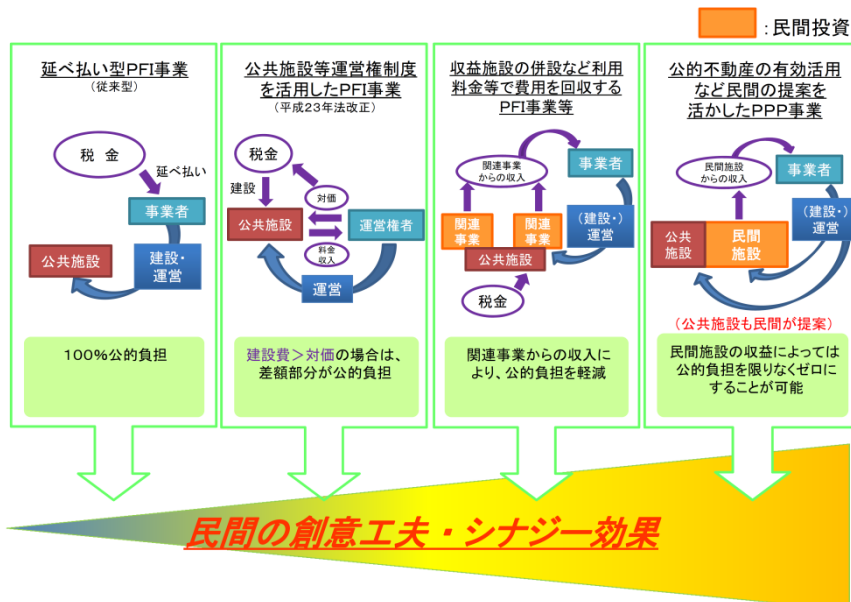 ：民間投資
延べ払い型PFI事業
（従来型）
税 金
延べ払い
事業者
公共施設
建設・
運営
100％公的負担
公共施設等運営権制度
を活用したPFI事業
（平成23年法改正）
税金
建設
対価
公共施設
運営権者
料金
収入
運営
建設費＞対価の場合は、
差額部分が公的負担
収益施設の併設など利用
料金等で費用を回収する
PFI事業等
関連事業
からの収入
事業者
関連
事業
関連
事業
（建設・）
運営
公共施設
税金
関連事業からの収入に
より、公的負担を軽減
公的不動産の有効活用
など民間の提案を
活かしたPPP事業
民間施設
からの収入
事業者
（建設・）
運営
公共
施設
民間
施設
（公共施設も民間が提案）
民間施設の収益によっては
公的負担を限りなくゼロに
することが可能
民間の創意工夫・シナジー効果